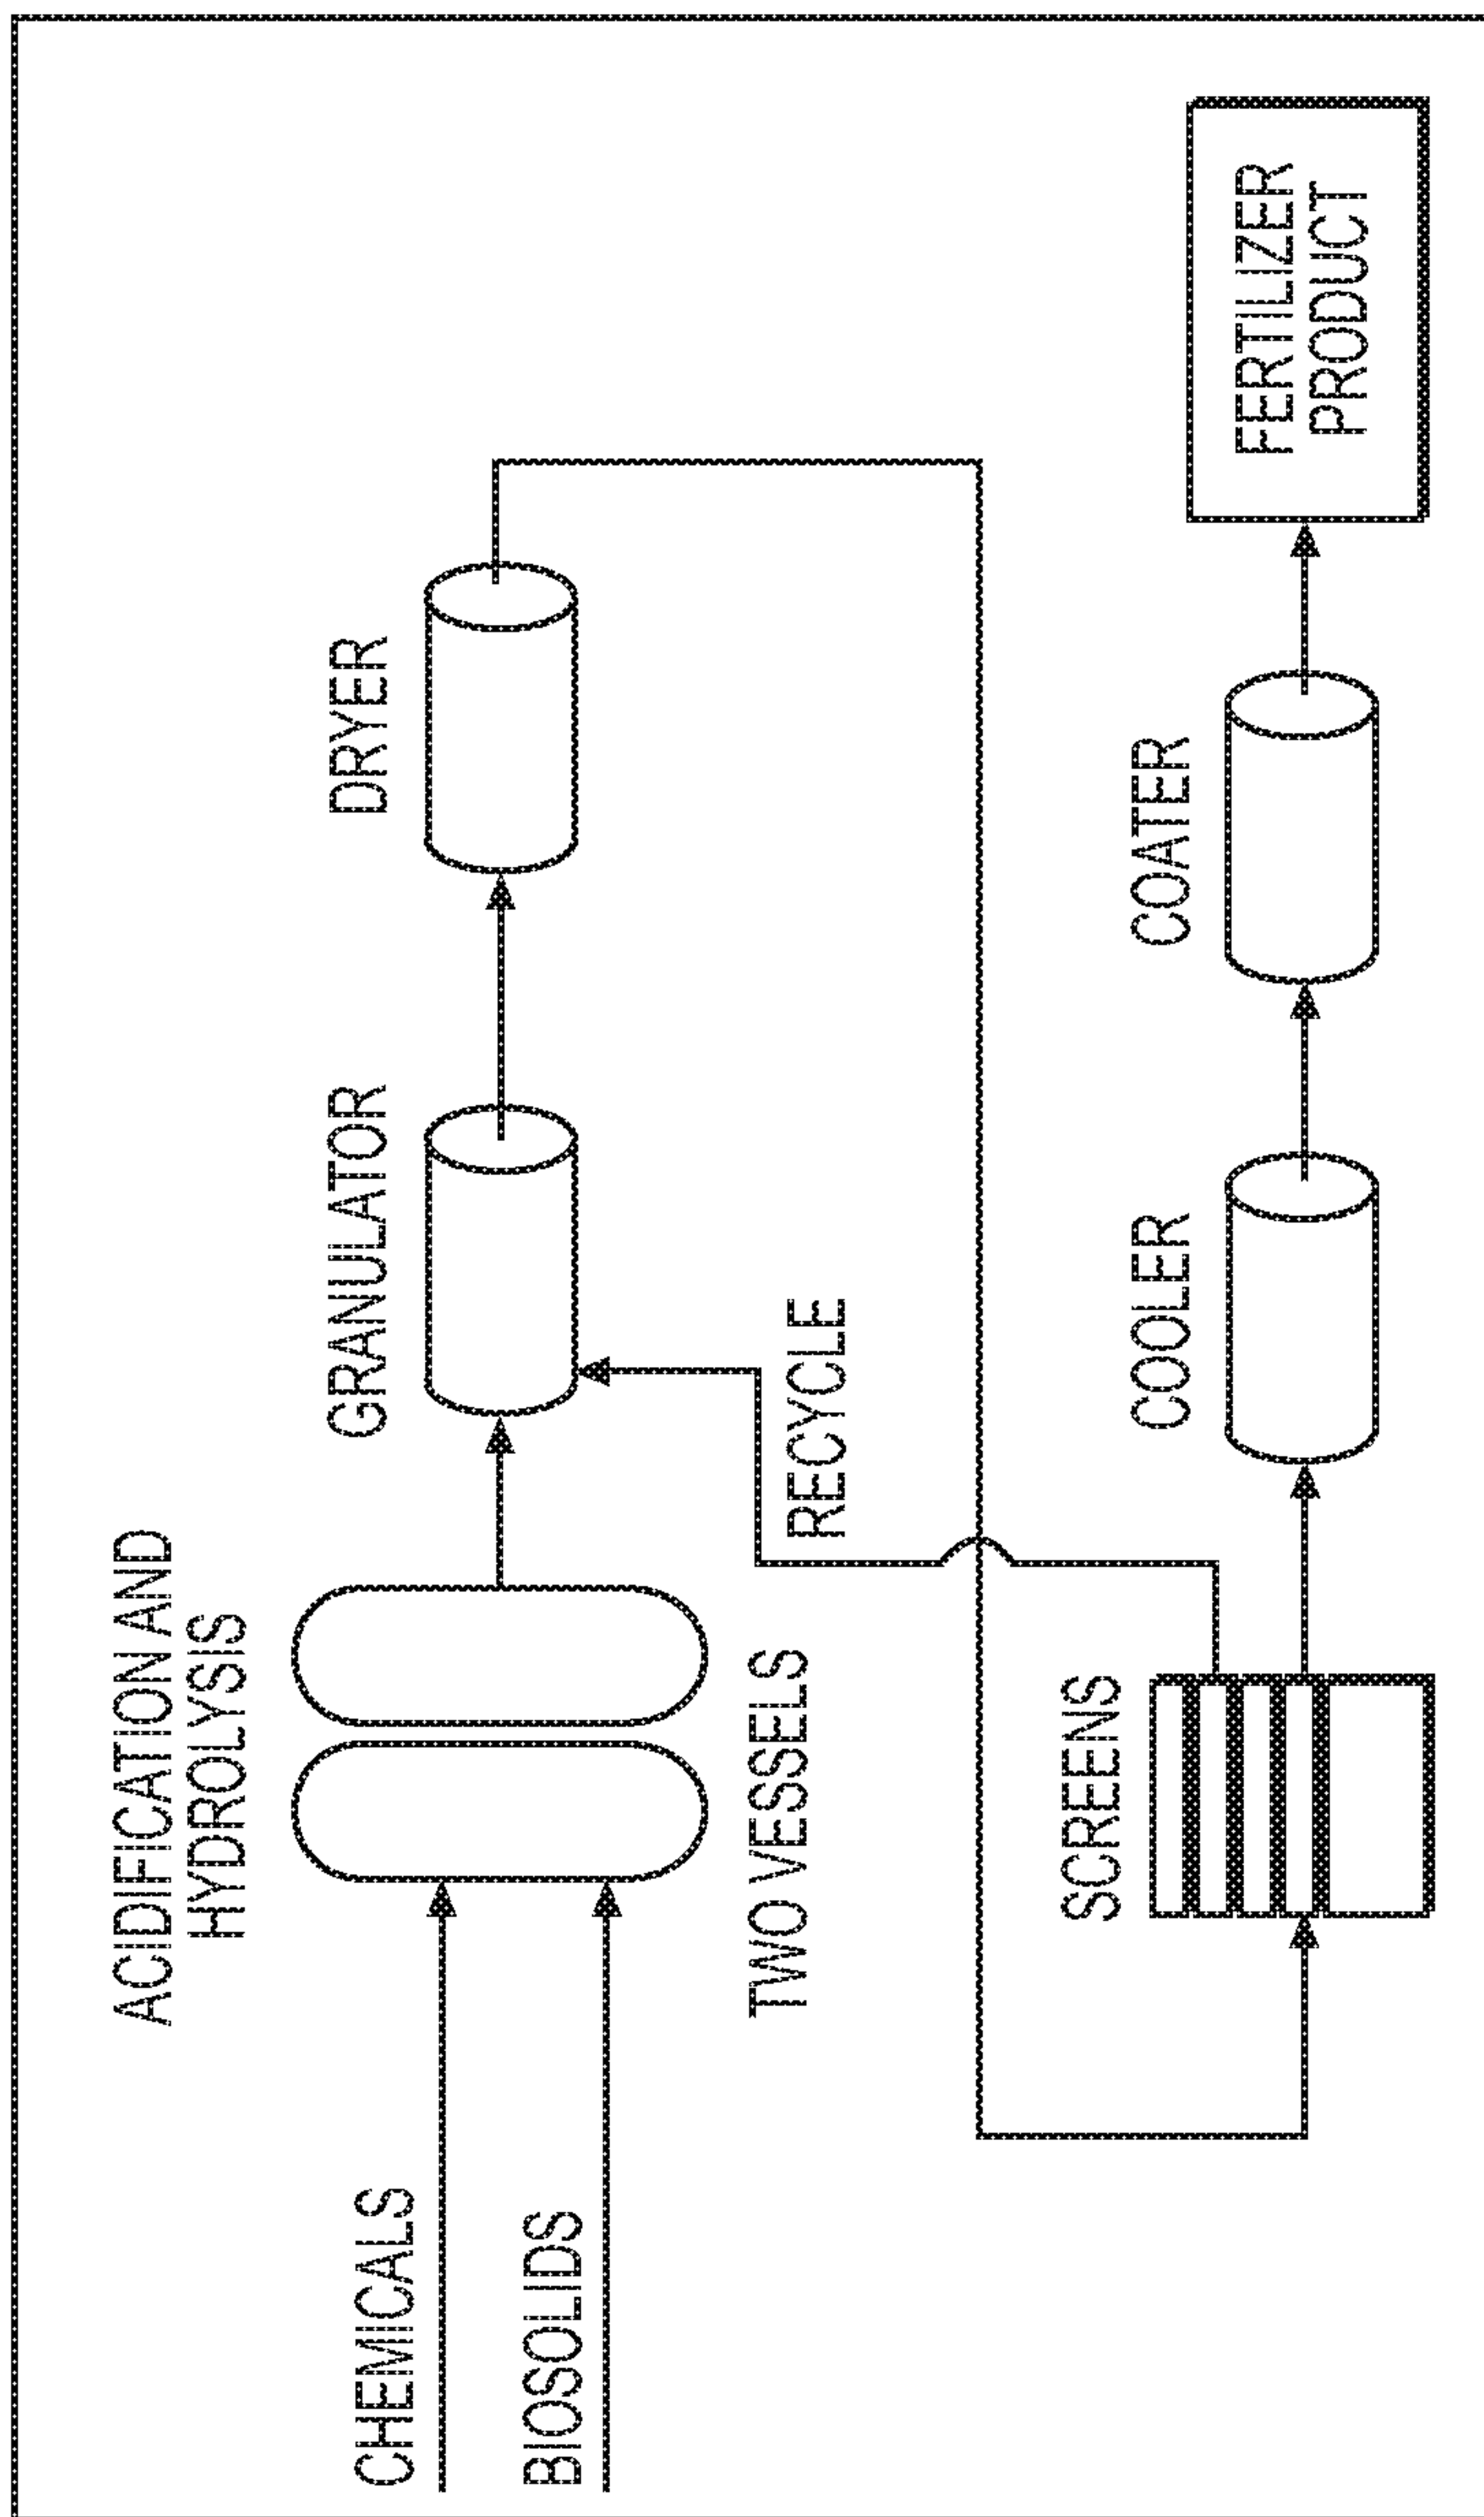 ACIDIFICATION AND
HYDROLYSIS
CHEMICALS
BIOSOLIDS
TWO VESSELS
GRANULATOR
DRYER
RECYCLE
SCREENS
COOLER
COATER
FERTILIZER
PRODUCT